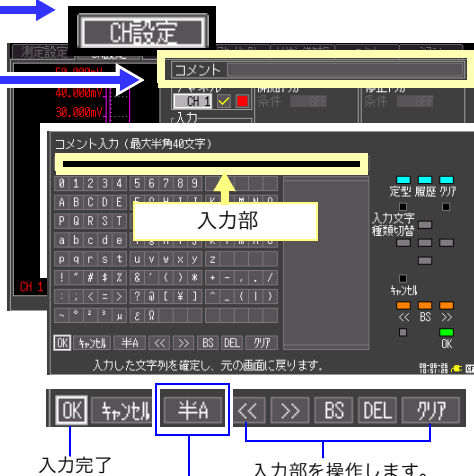 CH設定
測定設定
コメント
50.000mV
40.000mV
30.000mV
チャネル
CH 1
条件 OFF
条件 OFF
入力
コメント入力（最大半角40文字）
0 1 2 3 4 5 6 7 8 9
定型 履歴 クリア
A B C D E
P Q R S T
入力部
入力文字
種類切替
a b c d e
p q r s t u v w x y z
! " # $ % & ' ( ) * + - , . /
キャンセル
: ; < = > ? @ [ ¥ ] ^ _ { | }
CH 1
~ ° ² ³ μ ε Ω
<< BS >>
OK キャンセル 半A << >> BS DEL クリア
OK
入力した文字列を確定し、元の画面に戻ります。
OK キャンセル 半A << >> BS DEL クリア
入力完了
入力部を操作します。